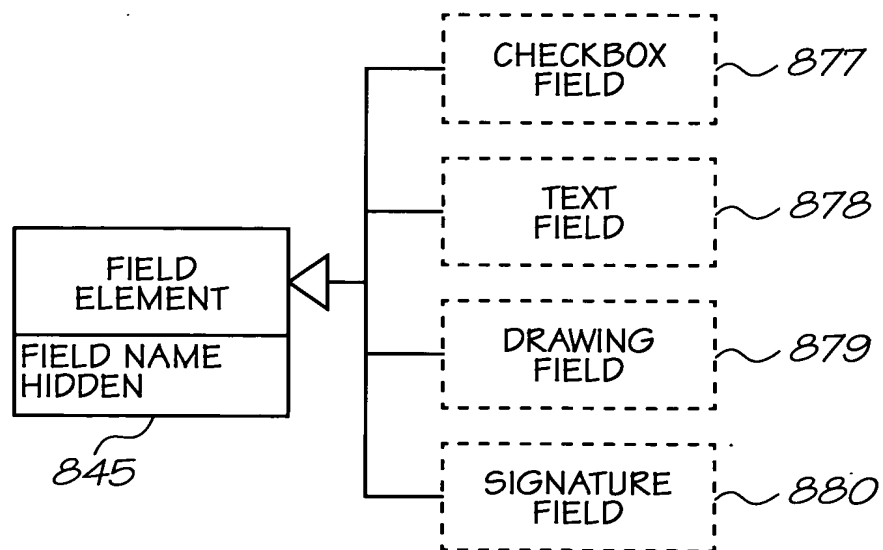 CHECKBOX
FIELD
877
TEXT
FIELD
878
FIELD
ELEMENT
FIELD NAME
HIDDEN
845
DRAWING
FIELD
879
SIGNATURE
FIELD
880